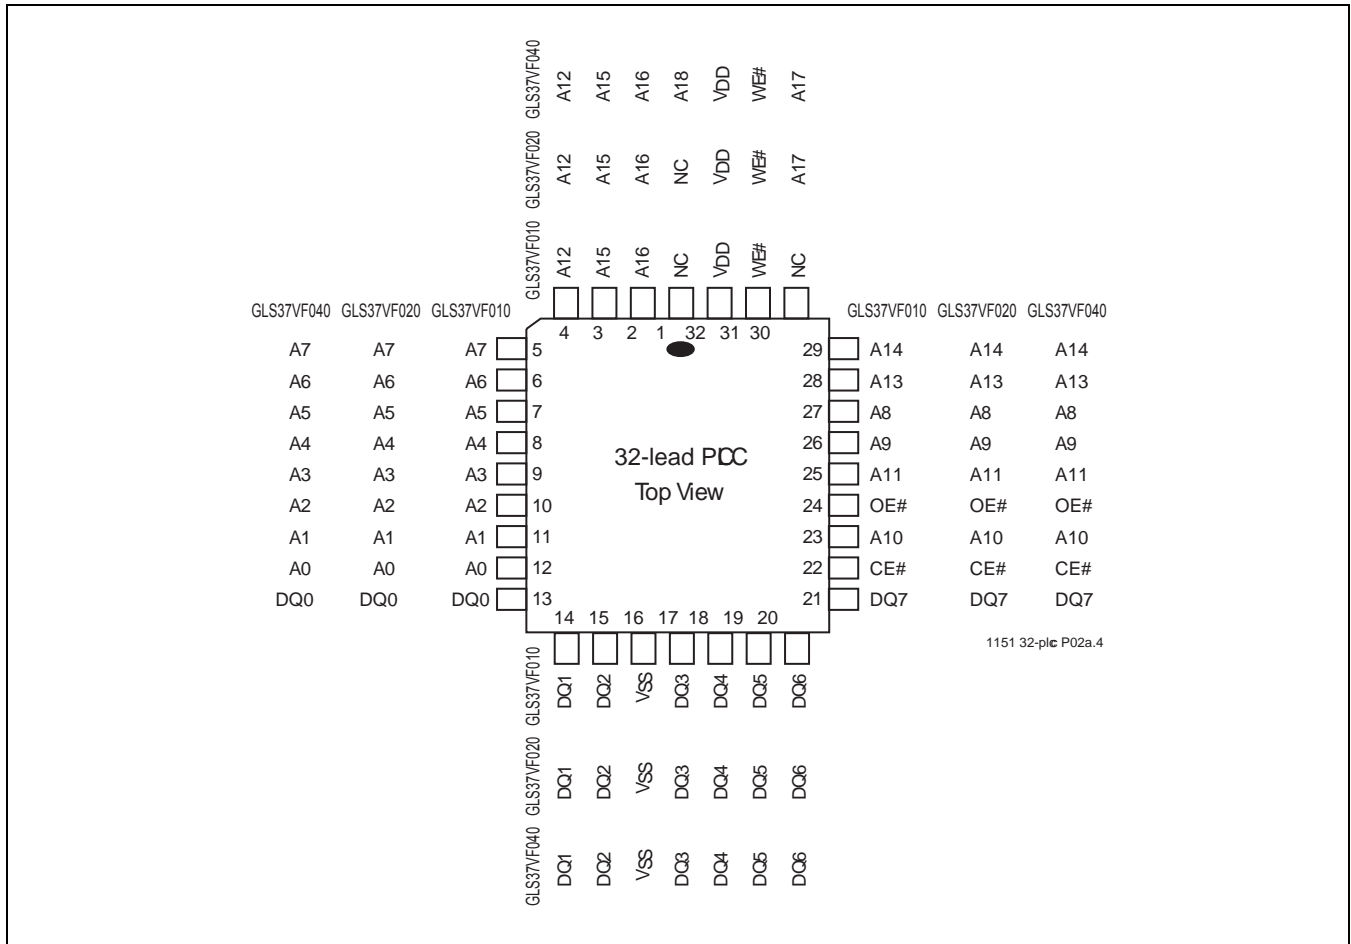 GLS37VF040 A12 A15 A16 A18 VDD WE# A17
GLS37VF020 A12 A15 A16 NC VDD WE# A17
GLS37VF010 A12 A15 A16 NC VDD WE# NC
GLS37VF040 GLS37VF020 GLS37VF010 GLS37VF010 GLS37VF020 GLS37VF040
4 3 2 1 32 31 30
A7 A7 A7 5 29 A14 A14 A14
A6 A6 A6 6 28 A13 A13 A13
A5 A5 A5 7 27 A8 A8 A8
A4 A4 A4 8 26 A9 A9 A9
32-lead PLCC
A3 A3 A3 9 25 A11 A11 A11
Top View
A2 A2 A2 10 24 OE# OE# OE#
A1 A1 A1 11 23 A10 A10 A10
A0 A0 A0 12 22 CE# CE# CE#
DQ0 DQ0 DQ0 13 21 DQ7 DQ7 DQ7
14 15 16 17 18 19 20
1151 32-plcc P02a.4
GLS37VF010 DQ1 DQ2 VSS DQ3 DQ4 DQ5 DQ6
GLS37VF020 DQ1 DQ2 VSS DQ3 DQ4 DQ5 DQ6
GLS37VF040 DQ1 DQ2 VSS DQ3 DQ4 DQ5 DQ6